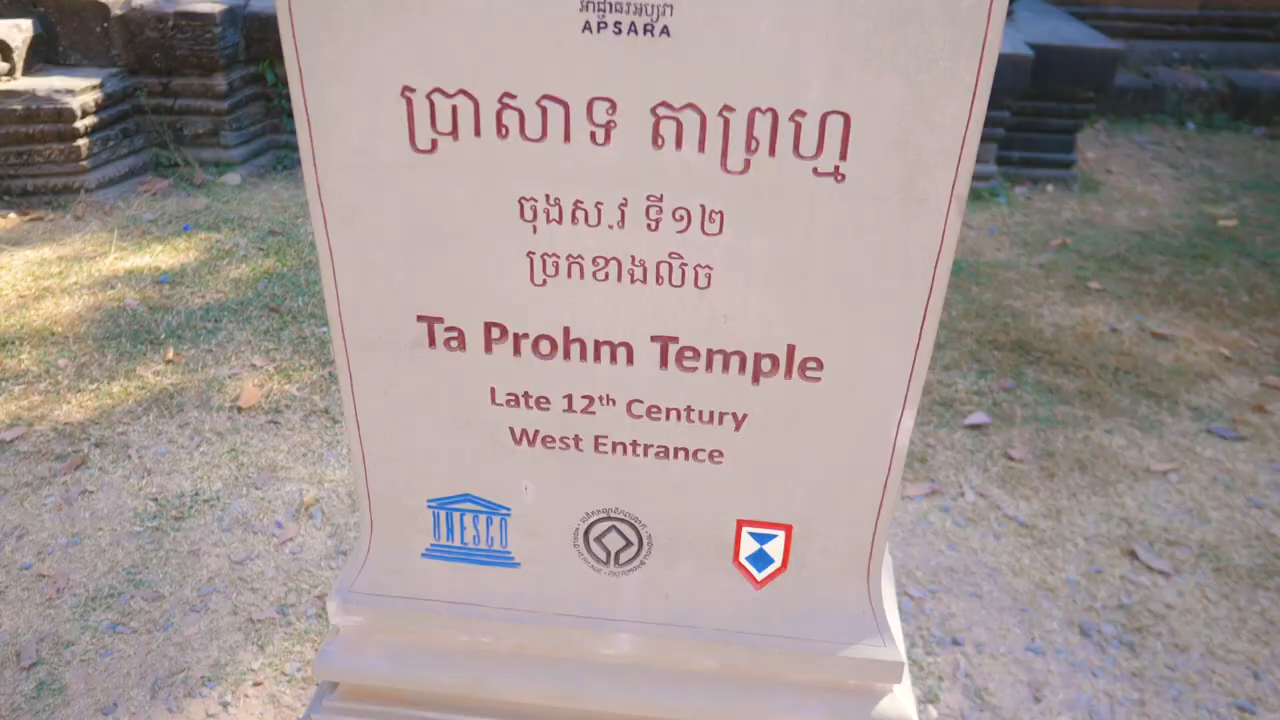 អាជ្ញាធរអប្សរា
APSARA
ប្រាសាទ តាព្រហ្ម
ចុងស.វ ទី១២
ច្រកខាងលិច
Ta Prohm Temple
Late 12th Century
West Entrance
UNESCO